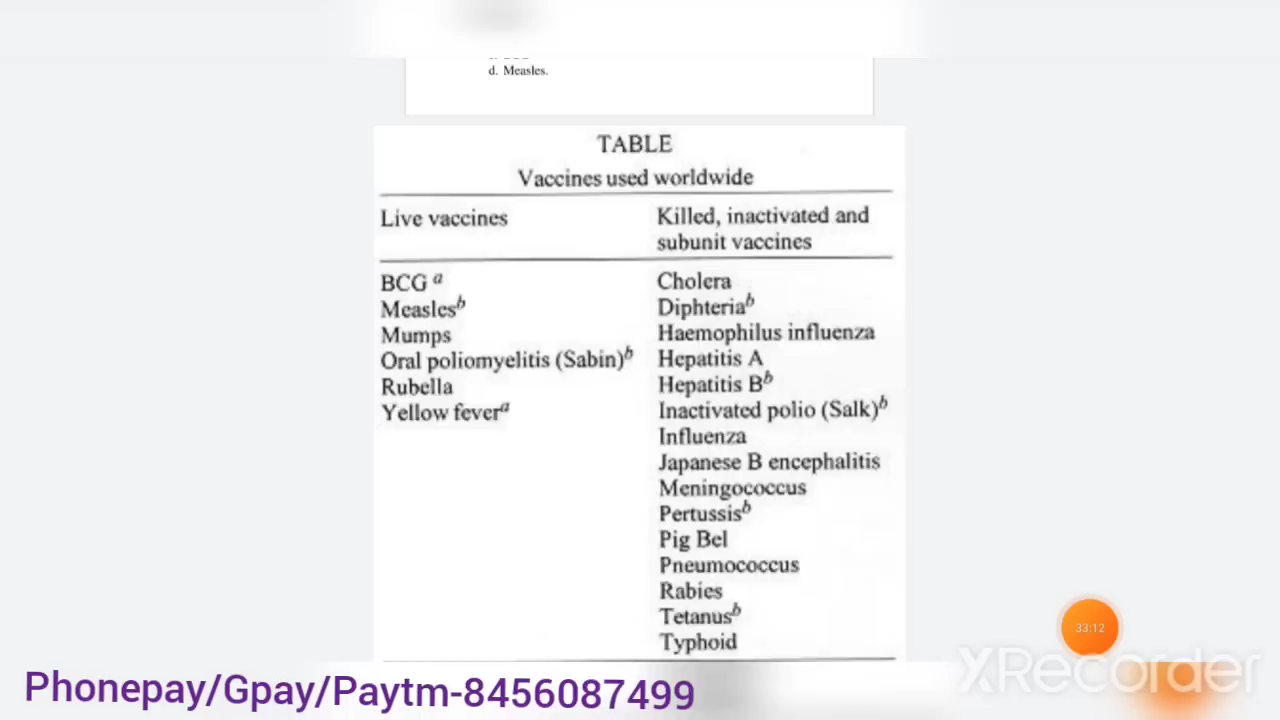 d. Measles.
TABLE
Vaccines used worldwide
Live vaccines
Killed, inactivated and
subunit vaccines
BCG a
Measlesb
Mumps
Oral poliomyelitis (Sabin)b
Rubella
Yellow fevera
Cholera
Diphteriab
Haemophilus influenza
Hepatitis A
Hepatitis Bb
Inactivated polio (Salk)b
Influenza
Japanese B encephalitis
Meningococcus
Pertussisb
Pig Bel
Pneumococcus
Rabies
Tetanusb
Typhoid
33:12
XRecorder
Phonepay/Gpay/Paytm-8456087499